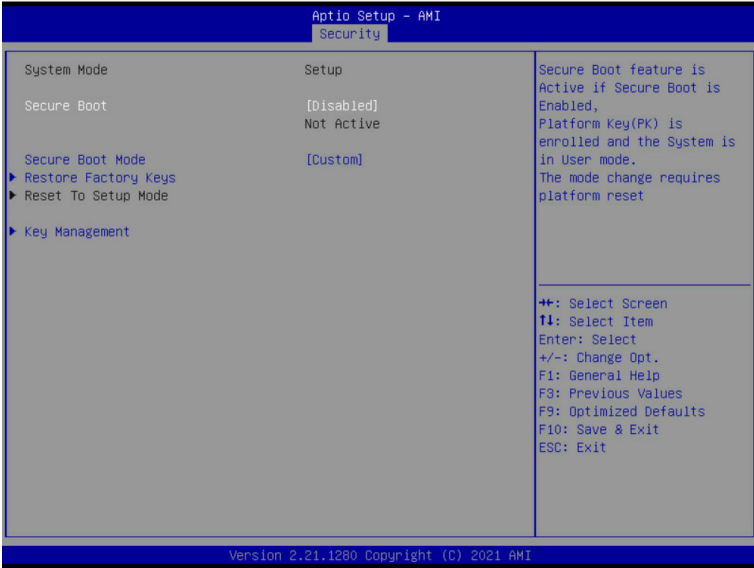 Aptio Setup – AMI
Security
System Mode Setup
Secure Boot [Disabled]
Not Active
Secure Boot Mode [Custom]
▶ Restore Factory Keys
▶ Reset To Setup Mode
▶ Key Management
Secure Boot feature is
Active if Secure Boot is
Enabled,
Platform Key(PK) is
enrolled and the System is
in User mode.
The mode change requires
platform reset
→←: Select Screen
↑↓: Select Item
Enter: Select
+/-: Change Opt.
F1: General Help
F3: Previous Values
F9: Optimized Defaults
F10: Save & Exit
ESC: Exit
Version 2.21.1280 Copyright (C) 2021 AMI